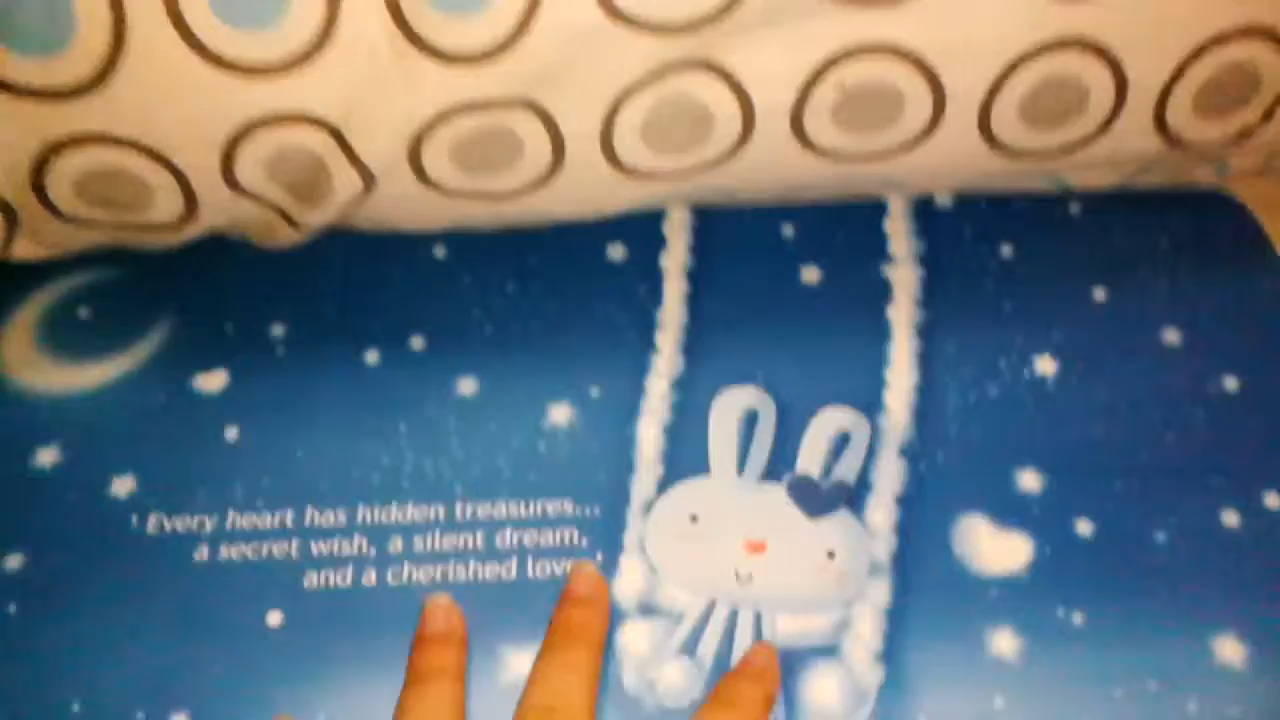 'Every heart has hidden treasures...
a secret wish, a silent dream,
and a cherished love.'